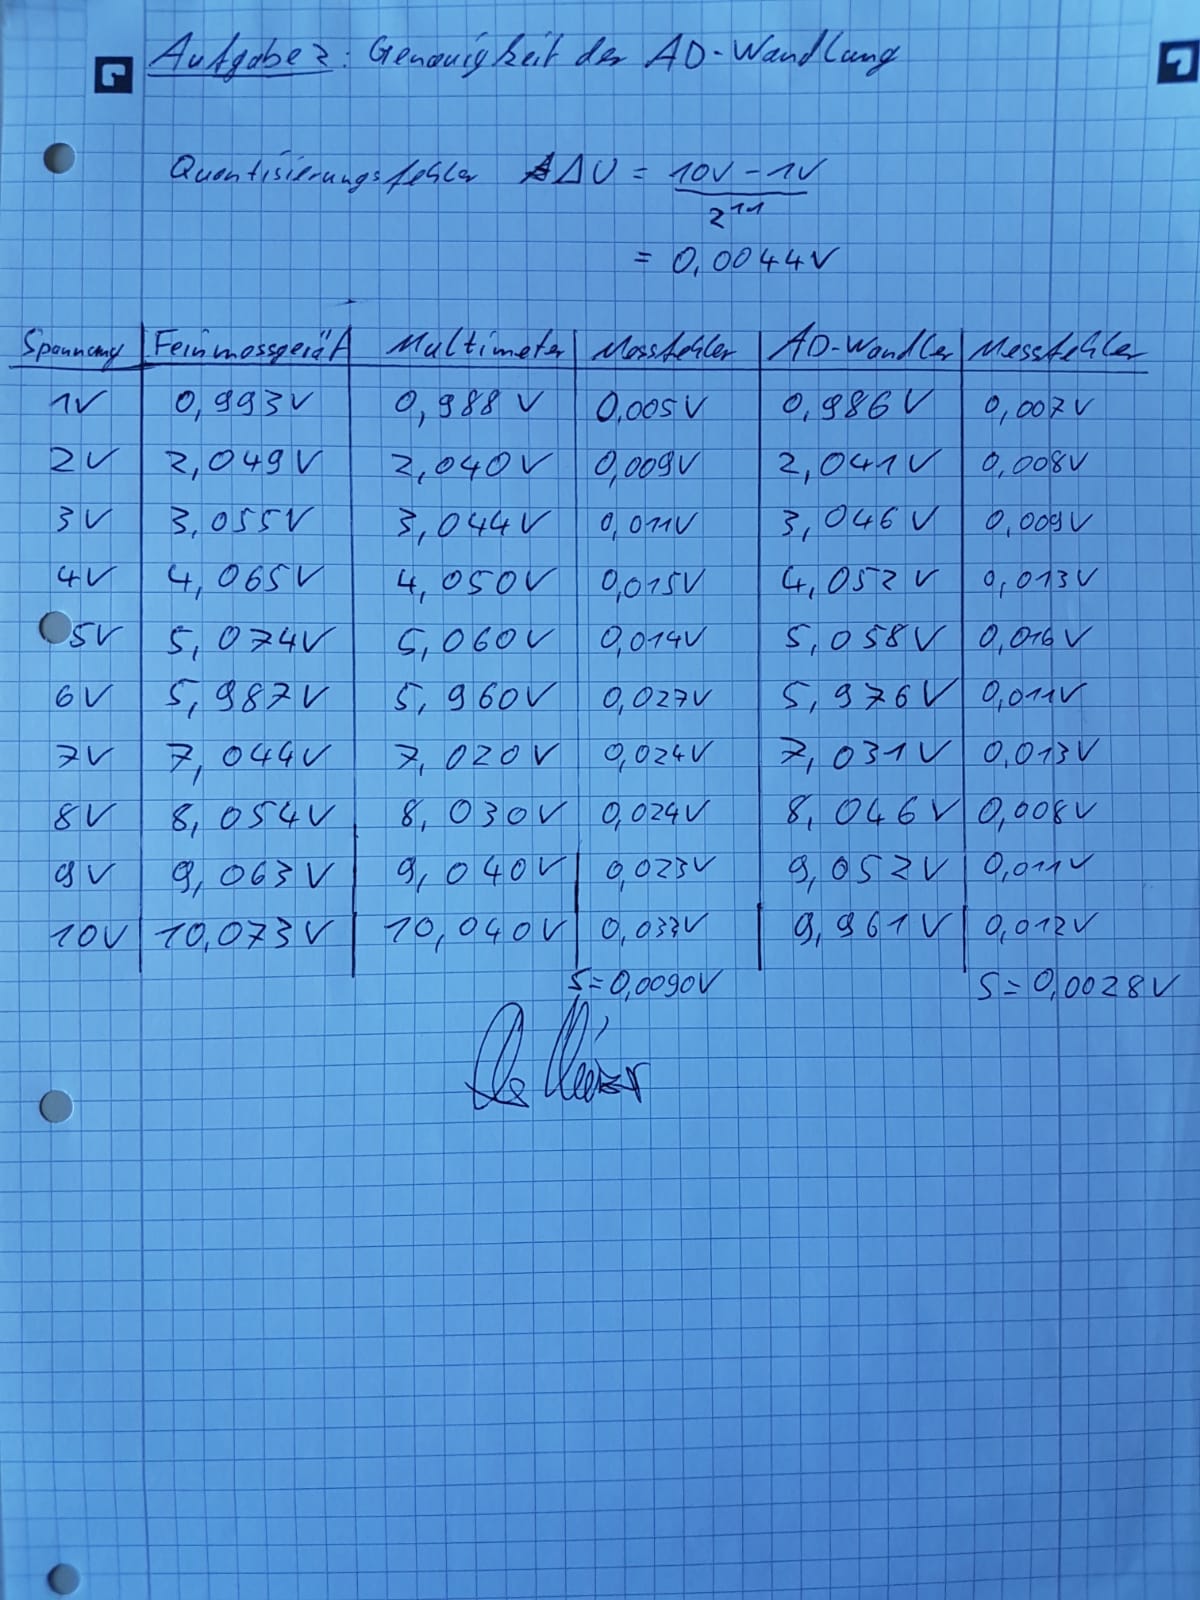 Aufgabe 2: Genauigkeit der AD-Wandlung
Quantisierungsfehler ΔU = 10V - 1V / 2^11
= 0,0044V
Spannung | Feinmessgerät | Multimeter | Messfehler | AD-Wandler | Messfehler
1V | 0,993V | 0,988V | 0,005V | 0,986V | 0,007V
2V | 2,049V | 2,040V | 0,009V | 2,041V | 0,008V
3V | 3,055V | 3,044V | 0,011V | 3,046V | 0,009V
4V | 4,065V | 4,050V | 0,015V | 4,052V | 0,013V
5V | 5,074V | 5,060V | 0,014V | 5,058V | 0,016V
6V | 5,987V | 5,960V | 0,027V | 5,976V | 0,011V
7V | 7,044V | 7,020V | 0,024V | 7,031V | 0,013V
8V | 8,054V | 8,030V | 0,024V | 8,046V | 0,008V
9V | 9,063V | 9,040V | 0,023V | 9,052V | 0,011V
10V | 10,073V | 10,040V | 0,033V | 9,961V | 0,012V
S=0,0090V S=0,0028V